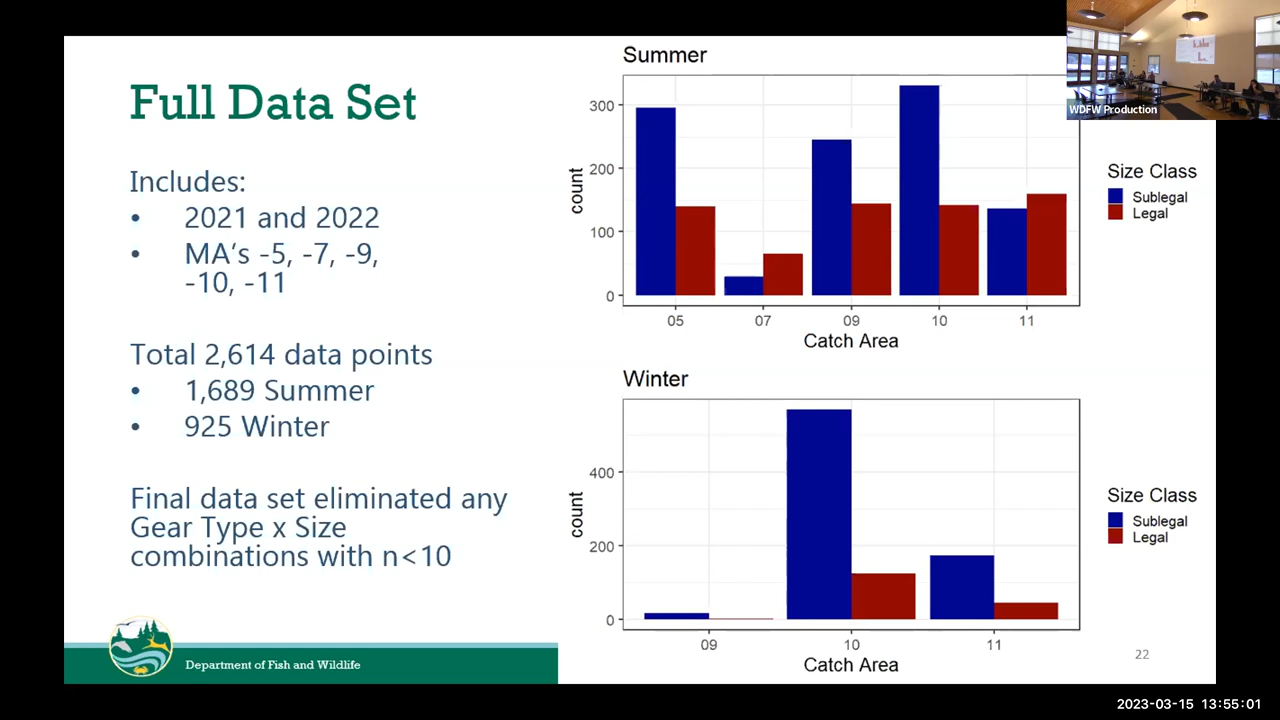 Full Data Set
Includes:
• 2021 and 2022
• MA's -5, -7, -9,
-10, -11
Total 2,614 data points
• 1,689 Summer
• 925 Winter
Final data set eliminated any
Gear Type x Size
combinations with n<10
Department of Fish and Wildlife
Summer
count
300
200
100
0
05
07
09
10
11
Catch Area
Size Class
Sublegal
Legal
Winter
count
400
200
0
09
10
11
Catch Area
Size Class
Sublegal
Legal
22
WDFW Production
2023-03-15 13:55:01